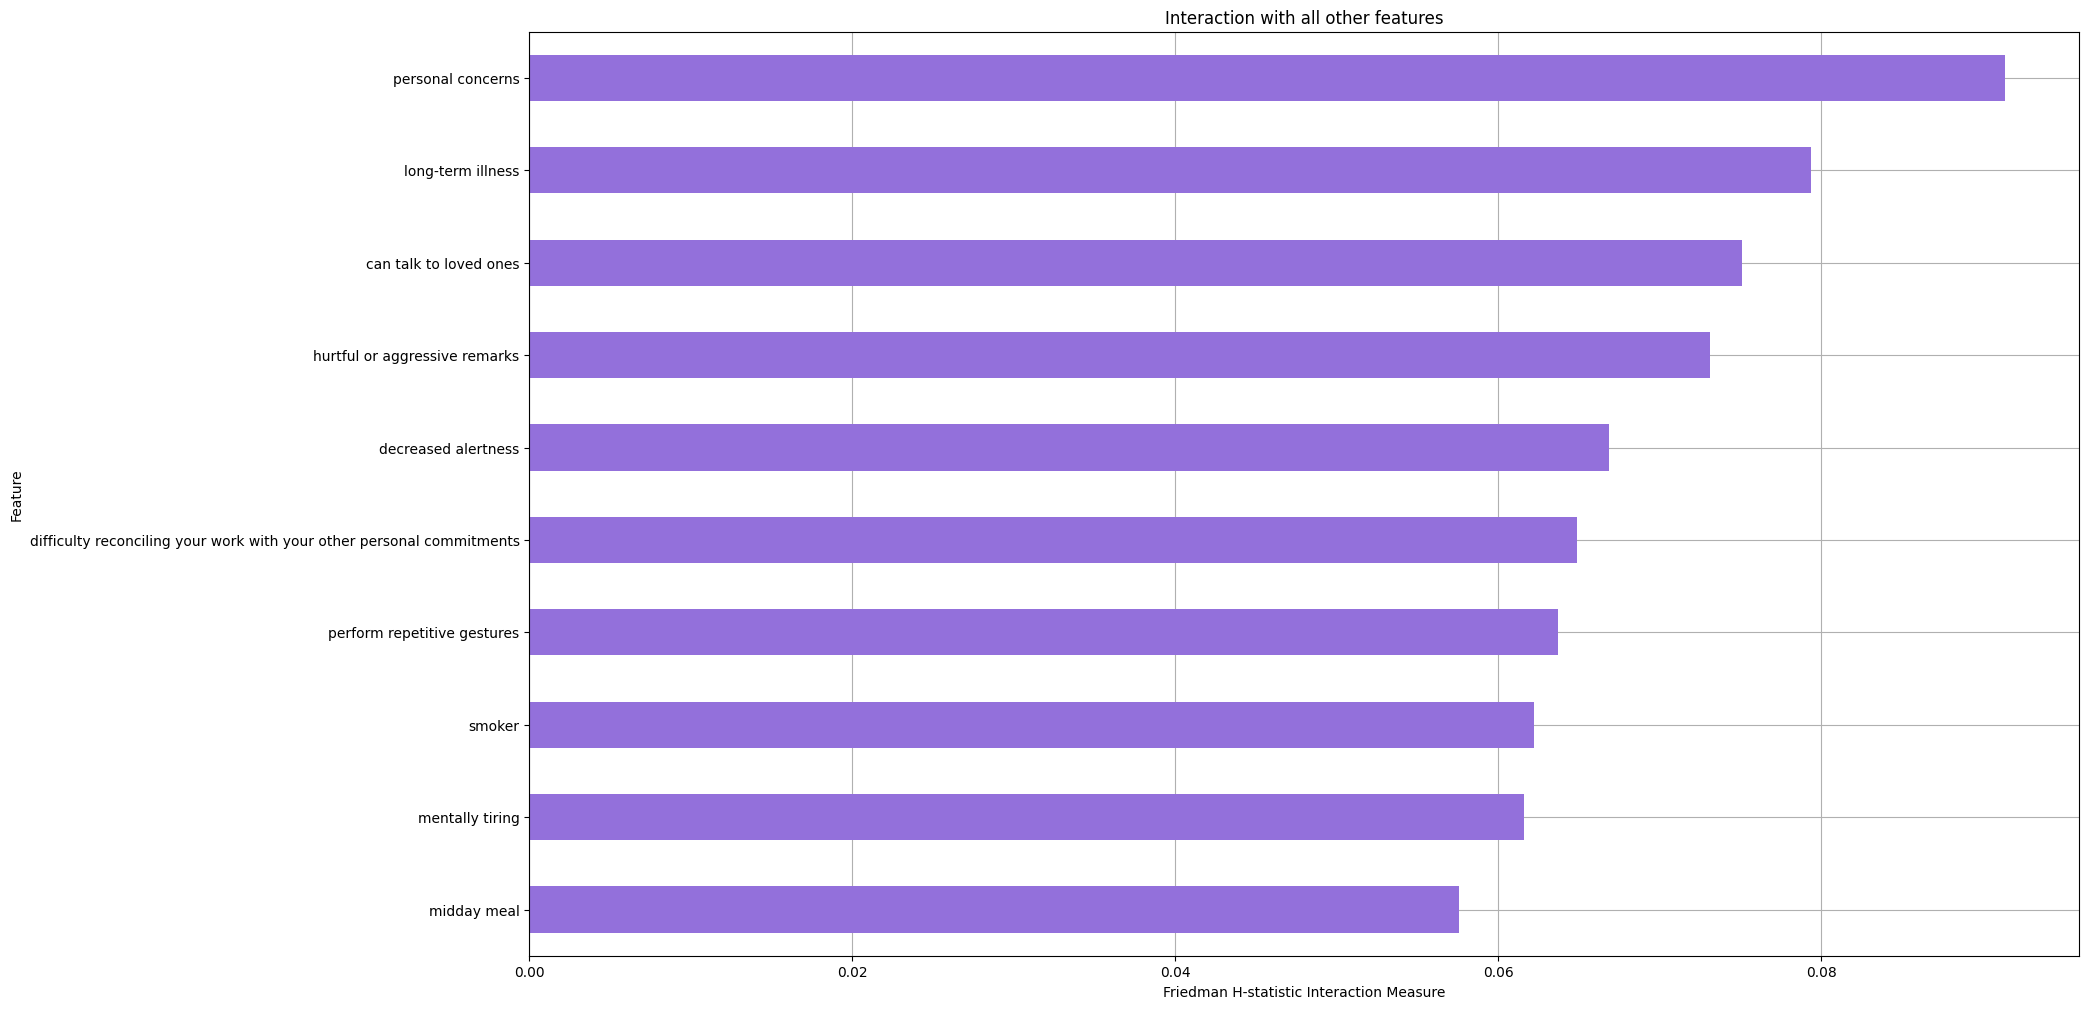 Interaction with all other features
personal concerns
long-term illness
can talk to loved ones
hurtful or aggressive remarks
decreased alertness
difficulty reconciling your work with your other personal commitments
perform repetitive gestures
smoker
mentally tiring
midday meal
Feature
0.00 0.02 0.04 0.06 0.08
Friedman H-statistic Interaction Measure